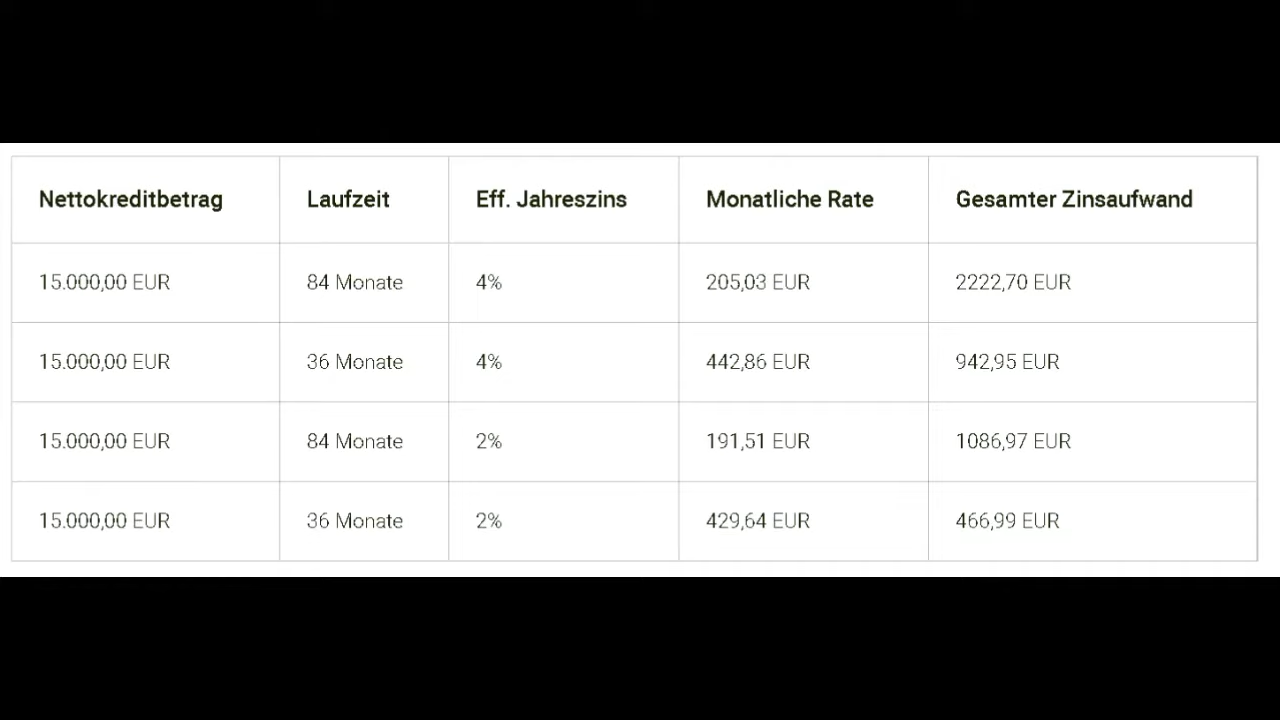 Nettokreditbetrag Laufzeit Eff. Jahreszins Monatliche Rate Gesamter Zinsaufwand
15.000,00 EUR 84 Monate 4% 205,03 EUR 2222,70 EUR
15.000,00 EUR 36 Monate 4% 442,86 EUR 942,95 EUR
15.000,00 EUR 84 Monate 2% 191,51 EUR 1086,97 EUR
15.000,00 EUR 36 Monate 2% 429,64 EUR 466,99 EUR